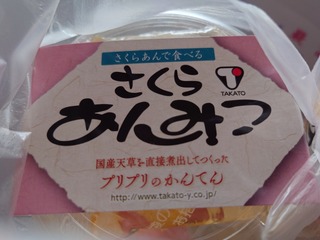 さくらあんで食べる
さくら
あんみつ
TAKATO
国産天草を直接煮出してつくった
プリプリのかんてん
http://www.takato-y.co.jp/